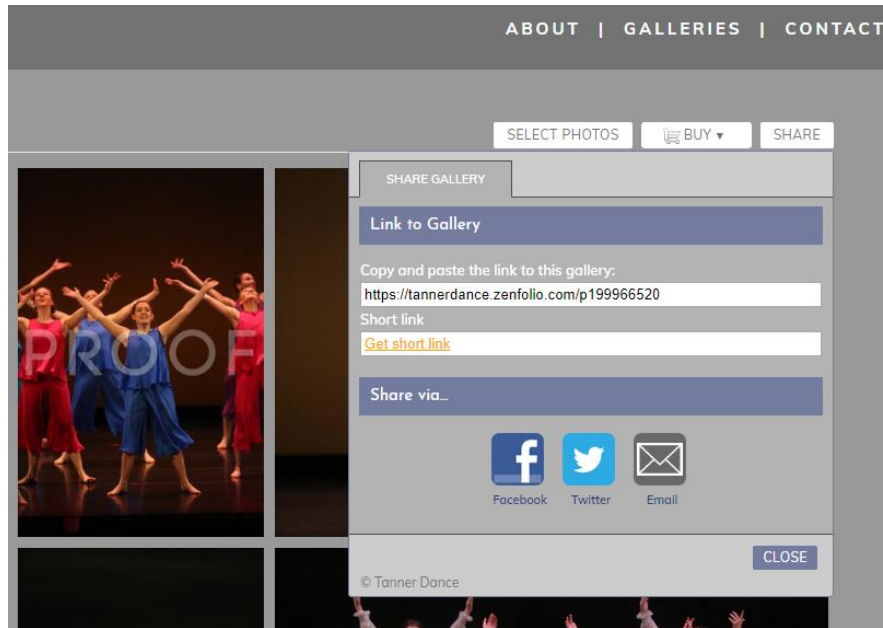 ABOUT | GALLERIES | CONTACT
SELECT PHOTOS BUY ▾ SHARE
SHARE GALLERY
Link to Gallery
Copy and paste the link to this gallery:
https://tannerdance.zenfolio.com/p199966520
Short link
Get short link
PROOF
Share via...
Facebook Twitter Email
CLOSE
© Tanner Dance